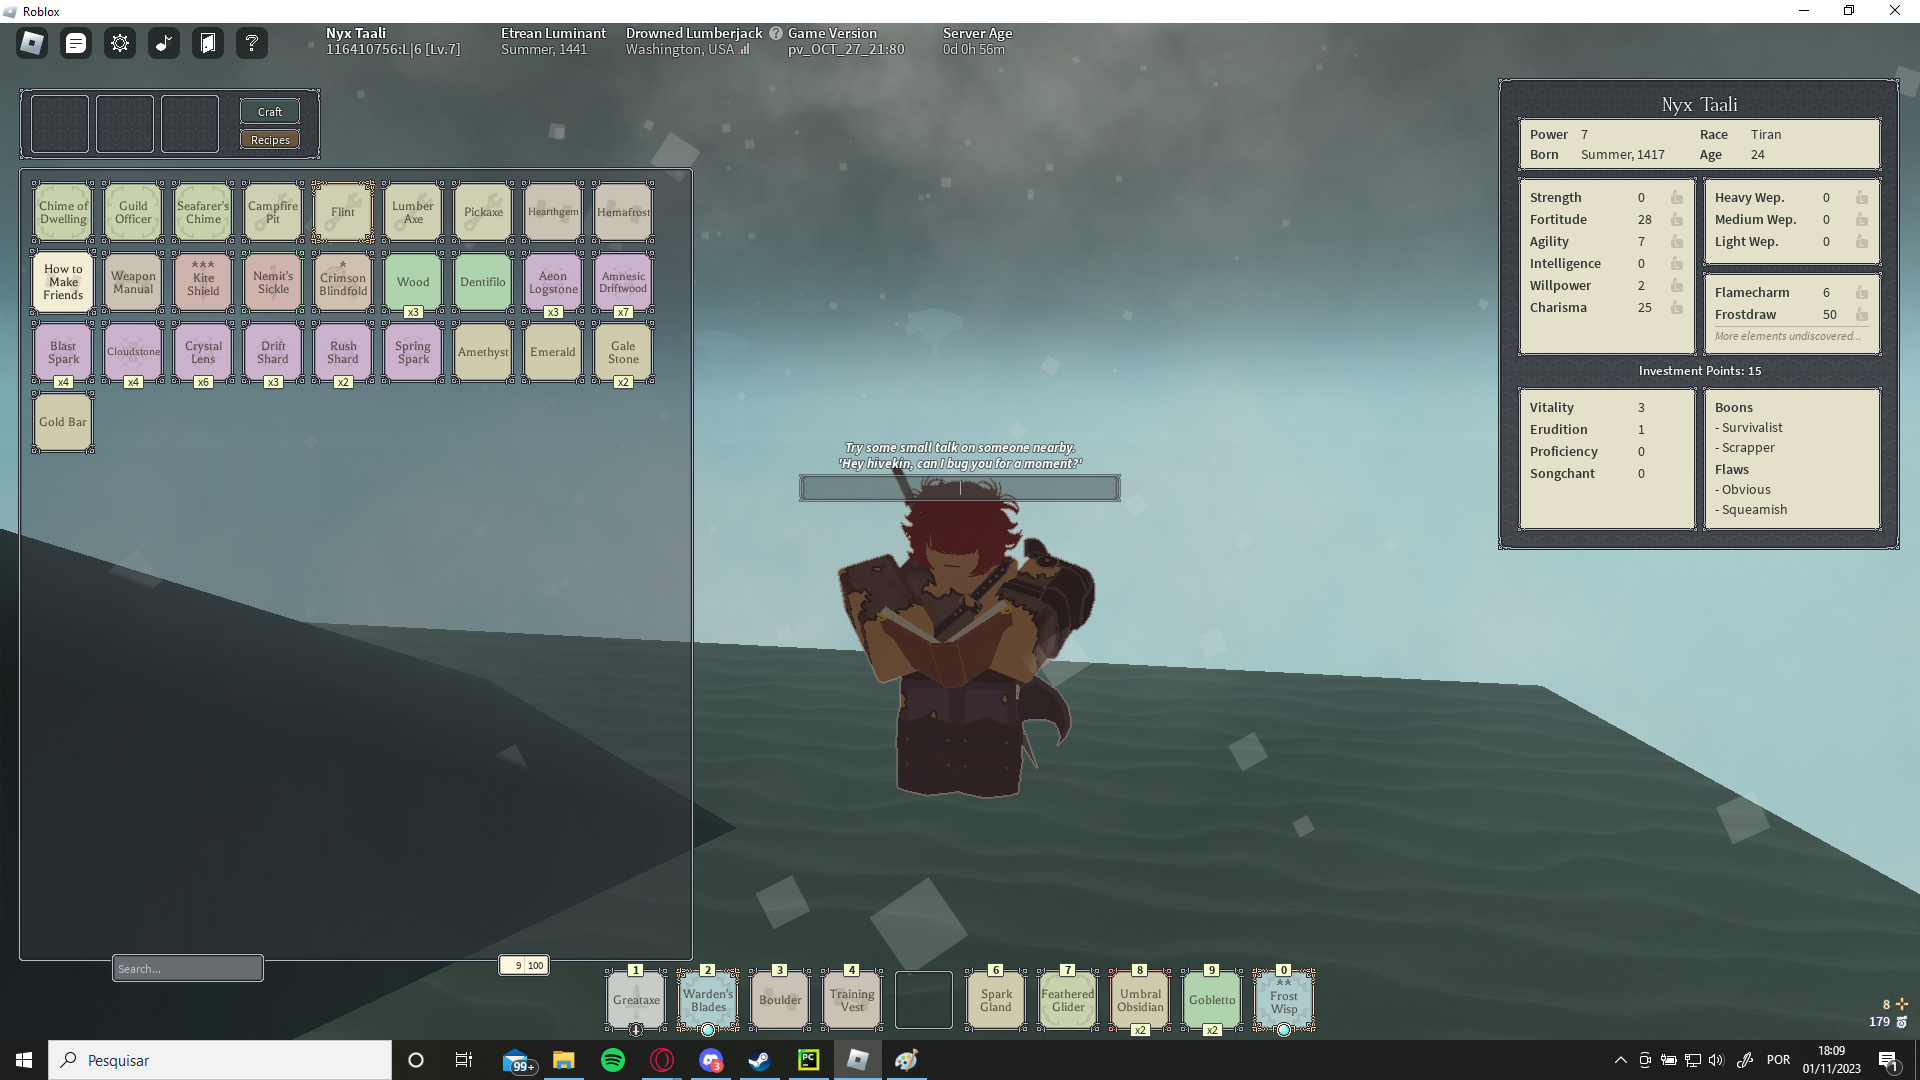 Roblox
Nyx Taali
116410756:L|6 [Lv.7]
Etrean Luminant
Summer, 1441
Drowned Lumberjack ?
Washington, USA
Game Version
pv_OCT_27_21:80
Server Age
0d 0h 56m
Craft
Recipes
Chime of Dwelling
Guild Officer
Seafarer's Chime
Campfire Pit
Flint
Lumber Axe
Pickaxe
Hearthgem
Hemafrost
How to Make Friends
Weapon Manual
*** Kite Shield
Nemit's Sickle
* Crimson Blindfold
Wood
x3
Dentifilo
Aeon Logstone
x3
Amnesic Driftwood
x7
Blast Spark
x4
Cloudstone
x4
Crystal Lens
x6
Drift Shard
x3
Rush Shard
x2
Spring Spark
Amethyst
Emerald
Gale Stone
x2
Gold Bar
Search...
9 100
Try some small talk on someone nearby.
'Hey hivekin, can I bug you for a moment?'
Nyx Taali
Power 7
Race Tiran
Born Summer, 1417
Age 24
Strength 0
Fortitude 28
Agility 7
Intelligence 0
Willpower 2
Charisma 25
Heavy Wep. 0
Medium Wep. 0
Light Wep. 0
Flamecharm 6
Frostdraw 50
More elements undiscovered...
Investment Points: 15
Vitality 3
Erudition 1
Proficiency 0
Songchant 0
Boons
- Survivalist
- Scrapper
Flaws
- Obvious
- Squeamish
1
Greataxe
2
Warden's Blades
3
Boulder
4
Training Vest
6
Spark Gland
7
Feathered Glider
8
Umbral Obsidian
x2
9
Gobletto
x2
0
** Frost Wisp
8
179
Pesquisar
99+
3
PC
POR
18:09
01/11/2023
1